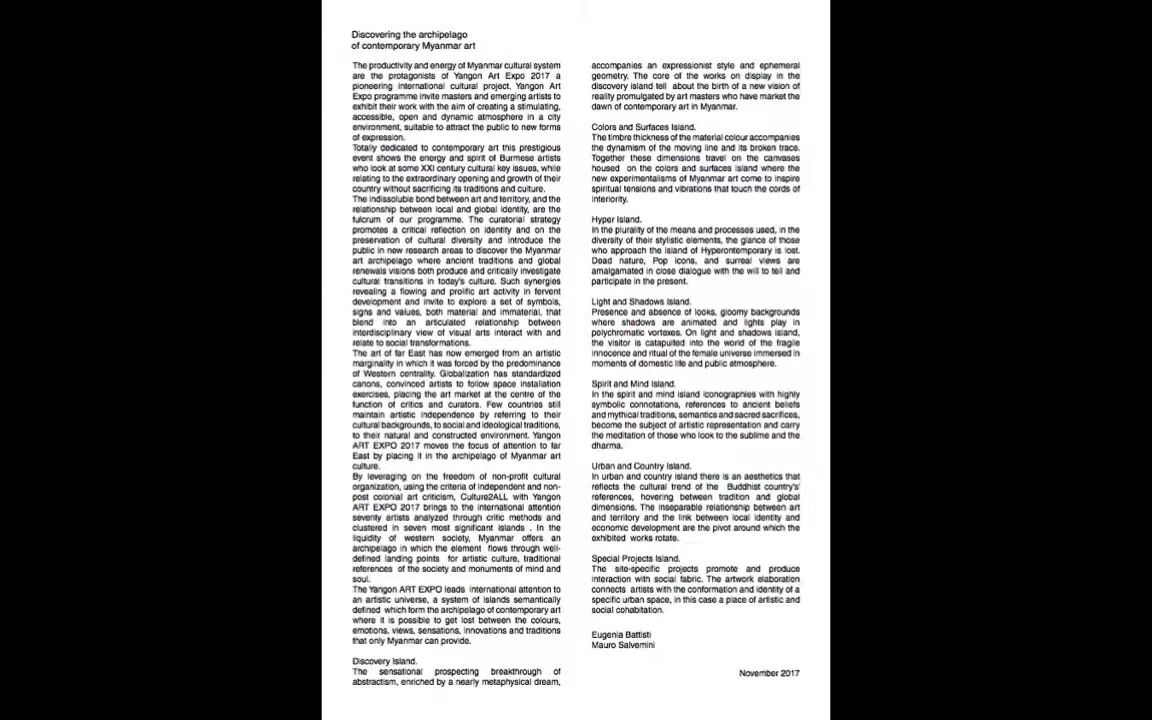 Discovering the archipelago
of contemporary Myanmar art
The productivity and energy of Myanmar cultural system
are the protagonists of Yangon Art Expo 2017 a
pioneering international cultural project. Yangon Art
Expo programme invite masters and emerging artists to
exhibit their work with the aim of creating a stimulating,
accessible, open and dynamic atmosphere in a city
environment, suitable to attract the public to new forms
of expression.
Totally dedicated to contemporary art this prestigious
event shows the energy and spirit of Burmese artists
who look at some XXI century cultural key issues, while
relating to the extraordinary opening and growth of their
country without sacrificing its traditions and culture.
The indissoluble bond between art and territory, and the
relationship between local and global identity, are the
fulcrum of our programme. The curatorial strategy
promotes a critical reflection on identity and on the
preservation of cultural diversity and introduce the
public in new research areas to discover the Myanmar
art archipelago where ancient traditions and global
renewals visions both produce and critically investigate
cultural transitions in today's culture. Such synergies
revealing a flowing and prolific art activity in fervent
development and invite to explore a set of symbols,
signs and values, both material and immaterial, that
blend into an articulated relationship between
interdisciplinary view of visual arts interact with and
relate to social transformations.
The art of far East has now emerged from an artistic
marginality in which it was forced by the predominance
of Western centrality. Globalization has standardized
canons, convinced artists to follow space installation
exercises, placing the art market at the centre of the
function of critics and curators. Few countries still
maintain artistic independence by referring to their
cultural backgrounds, to social and ideological traditions,
to their natural and constructed environment. Yangon
ART EXPO 2017 moves the focus of attention to far
East by placing it in the archipelago of Myanmar art
culture.
By leveraging on the freedom of non-profit cultural
organization, using the criteria of independent and non-
post colonial art criticism, Culture2ALL with Yangon
ART EXPO 2017 brings to the international attention
seventy artists analyzed through critic methods and
clustered in seven most significant islands . In the
liquidity of western society, Myanmar offers an
archipelago in which the element flows through well-
defined landing points for artistic culture, traditional
references of the society and monuments of mind and
soul.
The Yangon ART EXPO leads international attention to
an artistic universe, a system of islands semantically
defined which form the archipelago of contemporary art
where it is possible to get lost between the colours,
emotions, views, sensations, innovations and traditions
that only Myanmar can provide.
Discovery Island.
The sensational prospecting breakthrough of
abstractism, enriched by a nearly metaphysical dream,
accompanies an expressionist style and ephemeral
geometry. The core of the works on display in the
discovery island tell about the birth of a new vision of
reality promulgated by art masters who have market the
dawn of contemporary art in Myanmar.
Colors and Surfaces Island.
The timbre thickness of the material colour accompanies
the dynamism of the moving line and its broken trace.
Together these dimensions travel on the canvases
housed on the colors and surfaces island where the
new experimentalisms of Myanmar art come to inspire
spiritual tensions and vibrations that touch the cords of
interiority.
Hyper Island.
In the plurality of the means and processes used, in the
diversity of their stylistic elements, the glance of those
who approach the island of Hypercontemporary is lost.
Dead nature, Pop icons, and surreal views are
amalgamated in close dialogue with the will to tell and
participate in the present.
Light and Shadows Island.
Presence and absence of looks, gloomy backgrounds
where shadows are animated and lights play in
polychromatic vortexes. On light and shadows island,
the visitor is catapulted into the world of the fragile
innocence and ritual of the female universe immersed in
moments of domestic life and public atmosphere.
Spirit and Mind Island.
In the spirit and mind island iconographies with highly
symbolic connotations, references to ancient beliefs
and mythical traditions, semantics and sacred sacrifices,
become the subject of artistic representation and carry
the meditation of those who look to the sublime and the
dharma.
Urban and Country Island.
In urban and country island there is an aesthetics that
reflects the cultural trend of the Buddhist country's'
references, hovering between tradition and global
dimensions. The inseparable relationship between art
and territory and the link between local identity and
economic development are the pivot around which the
exhibited works rotate.
Special Projects Island.
The site-specific projects promote and produce
interaction with social fabric. The artwork elaboration
connects artists with the conformation and identity of a
specific urban space, in this case a place of artistic and
social cohabitation.
Eugenia Battisti
Mauro Salvemini
November 2017